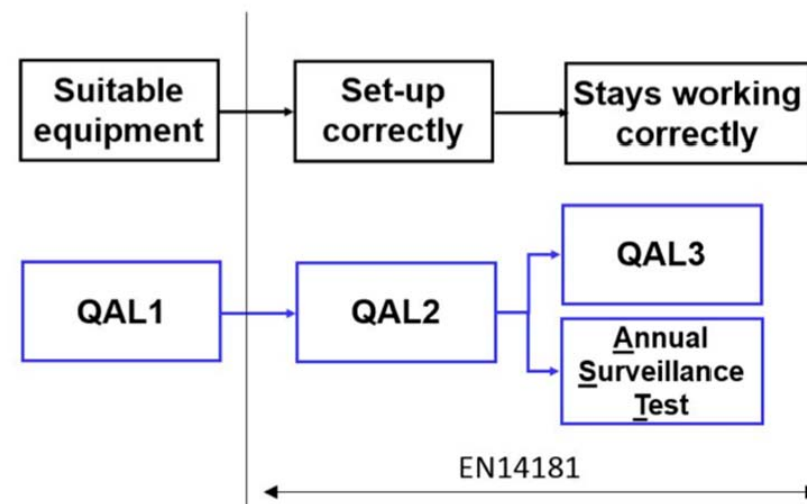 Suitable
equipment
Set-up
correctly
Stays working
correctly
QAL1
QAL2
QAL3
Annual
Surveillance
Test
EN14181